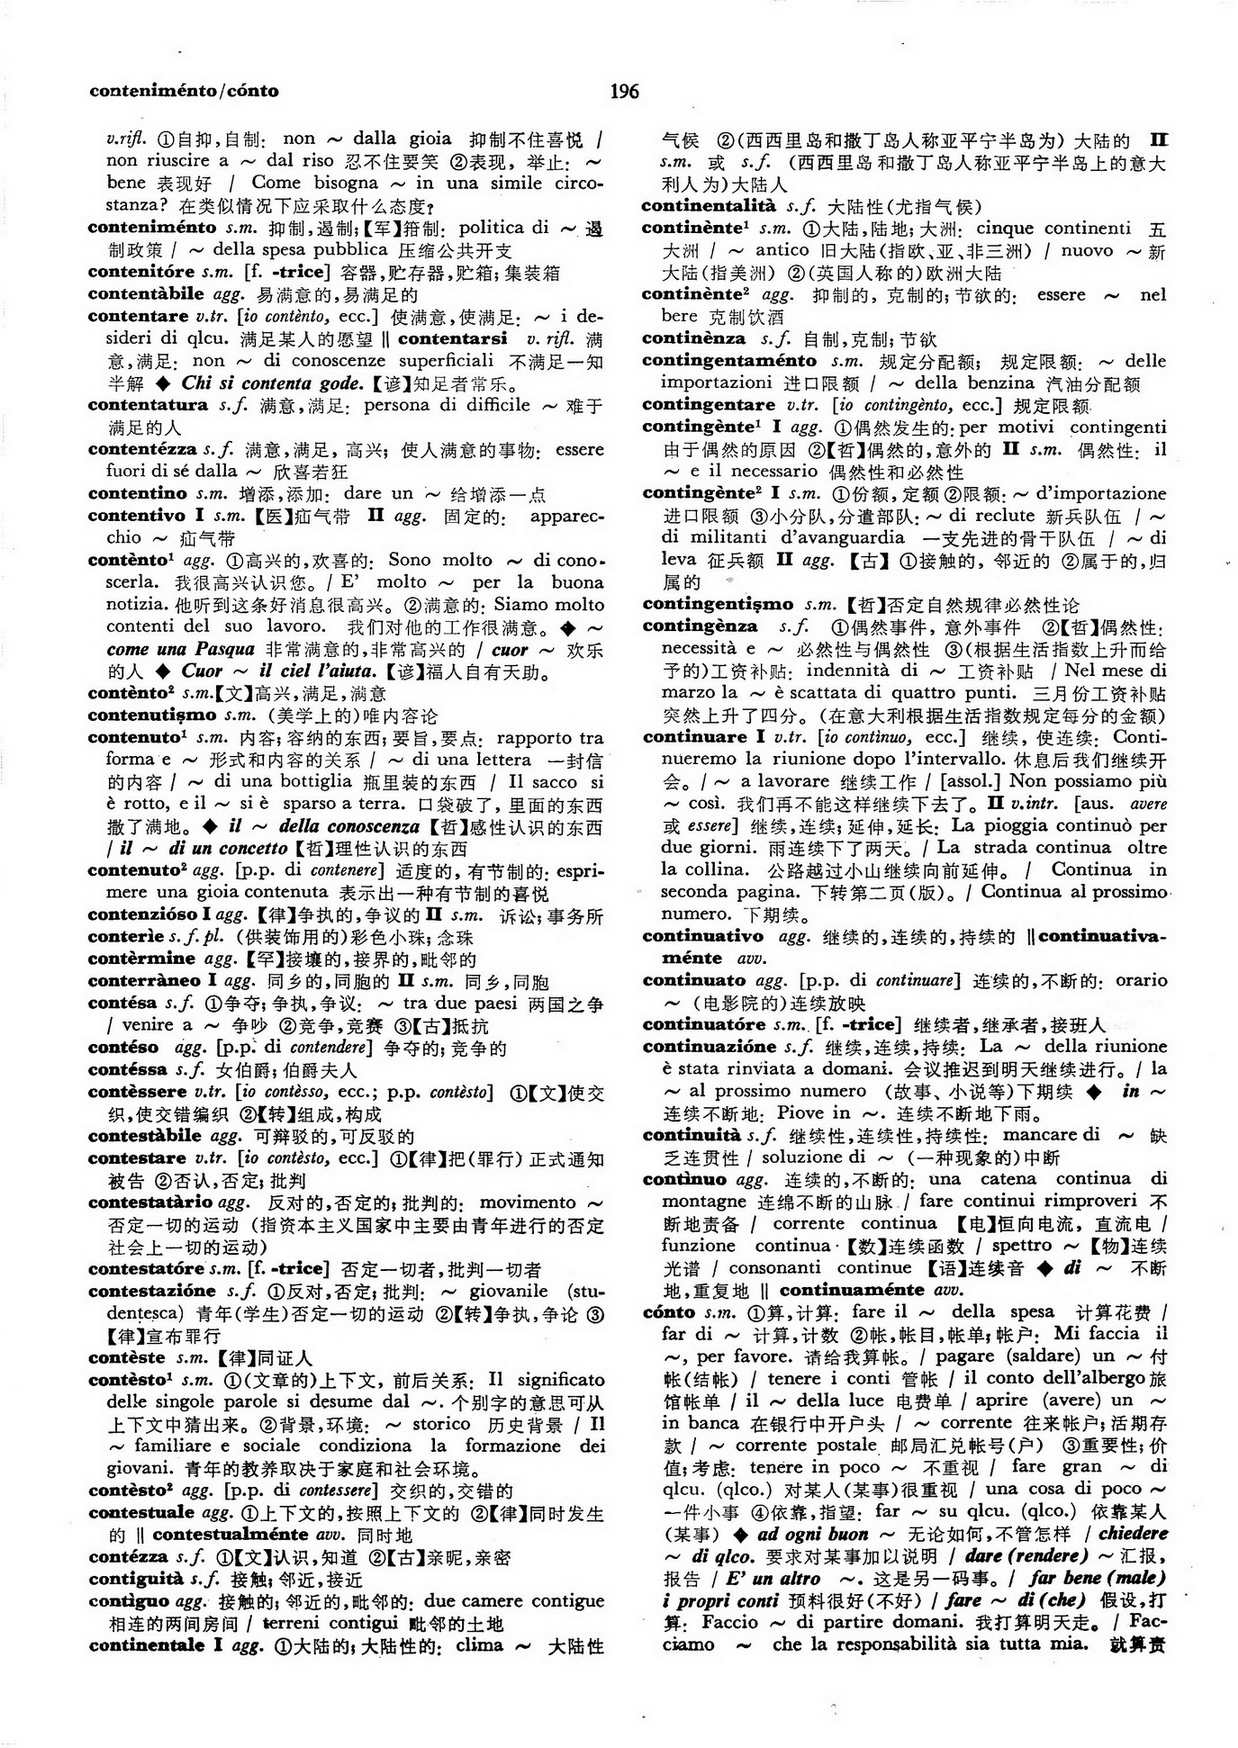 conteniménto/cónto
196
v.rifl. ①自抑,自制: non ～ dalla gioia 抑制不住喜悦 /
non riuscire a ～ dal riso 忍不住要笑 ②表现, 举止: ～
bene 表现好 / Come bisogna ～ in una simile circo-
stanza? 在类似情况下应采取什么态度?
conteniménto s.m. 抑制,遏制;【军】箝制: politica di ～ 遏
制政策 / ～ della spesa pubblica 压缩公共开支
contenitóre s.m. [f. -trice] 容器,贮存器,贮箱; 集装箱
contentàbile agg. 易满意的,易满足的
contentare v.tr. [io contènto, ecc.] 使满意,使满足: ～ i de-
sideri di qlcu. 满足某人的愿望 ‖ contentarsi v. rifl. 满
意,满足: non ～ di conoscenze superficiali 不满足一知
半解 ◆ Chi si contenta gode.【谚】知足者常乐。
contentatura s.f. 满意,满足: persona di difficile ～ 难于
满足的人
contentézza s.f. 满意,满足, 高兴; 使人满意的事物: essere
fuori di sé dalla ～ 欣喜若狂
contentino s.m. 增添,添加: dare un ～ 给增添一点
contentivo I s.m.【医】疝气带 II agg. 固定的: apparec-
chio ～ 疝气带
contènto¹ agg. ①高兴的,欢喜的: Sono molto ～ di cono-
scerla. 我很高兴认识您。/ E' molto ～ per la buona
notizia. 他听到这条好消息很高兴。②满意的: Siamo molto
contenti del suo lavoro. 我们对他的工作很满意。◆ ～
come una Pasqua 非常满意的,非常高兴的 / cuor ～ 欢乐
的人 ◆ Cuor ～ il ciel l'aiuta.【谚】福人自有天助。
contènto² s.m.【文】高兴,满足,满意
contenutişmo s.m. (美学上的)唯内容论
contenuto¹ s.m. 内容; 容纳的东西; 要旨,要点: rapporto tra
forma e ～ 形式和内容的关系 / ～ di una lettera 一封信
的内容 / ～ di una bottiglia 瓶里装的东西 / Il sacco si
è rotto, e il ～ si è sparso a terra. 口袋破了, 里面的东西
撒了满地。◆ il ～ della conoscenza【哲】感性认识的东西
/ il ～ di un concetto【哲】理性认识的东西
contenuto² agg. [p.p. di contenere] 适度的, 有节制的: espri-
mere una gioia contenuta 表示出一种有节制的喜悦
contenzióso I agg.【律】争执的,争议的 II s.m. 诉讼; 事务所
conterìe s.f.pl. (供装饰用的)彩色小珠; 念珠
contèrmine agg.【罕】接壤的,接界的,毗邻的
conterràneo I agg. 同乡的,同胞的 II s.m. 同乡,同胞
contésa s.f. ①争夺; 争执,争议: ～ tra due paesi 两国之争
/ venire a ～ 争吵 ②竞争,竞赛 ③【古】抵抗
contéso agg. [p.p. di contendere] 争夺的; 竞争的
contéssa s.f. 女伯爵; 伯爵夫人
contèssere v.tr. [io contèsso, ecc.; p.p. contèsto] ①【文】使交
织,使交错编织 ②【转】组成,构成
contestàbile agg. 可辩驳的,可反驳的
contestare v.tr. [io contèsto, ecc.] ①【律】把(罪行) 正式通知
被告 ②否认,否定; 批判
contestatàrio agg. 反对的,否定的; 批判的: movimento ～
否定一切的运动 (指资本主义国家中主要由青年进行的否定
社会上一切的运动)
contestatóre s.m. [f. -trice] 否定一切者,批判一切者
contestazióne s.f. ①反对,否定; 批判: ～ giovanile (stu-
dentesca) 青年(学生)否定一切的运动 ②【转】争执,争论 ③
【律】宣布罪行
contèste s.m.【律】同证人
contèsto¹ s.m. ①(文章的)上下文, 前后关系: Il significato
delle singole parole si desume dal ～. 个别字的意思可从
上下文中猜出来。②背景,环境: ～ storico 历史背景 / Il
～ familiare e sociale condiziona la formazione dei
giovani. 青年的教养取决于家庭和社会环境。
contèsto² agg. [p.p. di contessere] 交织的,交错的
contestuale agg. ①上下文的,按照上下文的 ②【律】同时发生
的 ‖ contestualménte avv. 同时地
contézza s.f. ①【文】认识,知道 ②【古】亲昵,亲密
contiguità s.f. 接触; 邻近,接近
contìguo agg. 接触的; 邻近的,毗邻的: due camere contigue
相连的两间房间 / terreni contigui 毗邻的土地
continentale I agg. ①大陆的; 大陆性的: clima ～ 大陆性
气候 ②(西西里岛和撒丁岛人称亚平宁半岛为) 大陆的 II
s.m. 或 s.f. (西西里岛和撒丁岛人称亚平宁半岛上的意大
利人为)大陆人
continentalità s.f. 大陆性(尤指气候)
continènte¹ s.m. ①大陆,陆地; 大洲: cinque continenti 五
大洲 / ～ antico 旧大陆(指欧、亚、非三洲) / nuovo ～ 新
大陆(指美洲) ②(英国人称的)欧洲大陆
continènte² agg. 抑制的, 克制的; 节欲的: essere ～ nel
bere 克制饮酒
continènza s.f. 自制,克制; 节欲
contingentaménto s.m. 规定分配额; 规定限额: ～ delle
importazioni 进口限额 / ～ della benzina 汽油分配额
contingentare v.tr. [io contingènto, ecc.] 规定限额
contingènte¹ I agg. ①偶然发生的: per motivi contingenti
由于偶然的原因 ②【哲】偶然的,意外的 II s.m. 偶然性: il
～ e il necessario 偶然性和必然性
contingènte² I s.m. ①份额,定额 ②限额: ～ d'importazione
进口限额 ③小分队,分遣部队: ～ di reclute 新兵队伍 / ～
di militanti d'avanguardia 一支先进的骨干队伍 / ～ di
leva 征兵额 II agg.【古】①接触的, 邻近的 ②属于的,归
属的
contingentişmo s.m.【哲】否定自然规律必然性论
contingènza s.f. ①偶然事件, 意外事件 ②【哲】偶然性:
necessità e ～ 必然性与偶然性 ③(根据生活指数上升而给
予的)工资补贴: indennità di ～ 工资补贴 / Nel mese di
marzo la ～ è scattata di quattro punti. 三月份工资补贴
突然上升了四分。(在意大利根据生活指数规定每分的金额)
continuare I v.tr. [io contìnuo, ecc.] 继续, 使连续: Conti-
nueremo la riunione dopo l'intervallo. 休息后我们继续开
会。/ ～ a lavorare 继续工作 / [assol.] Non possiamo più
～ così. 我们再不能这样继续下去了。II v.intr. [aus. avere
或 essere] 继续,连续; 延伸,延长: La pioggia continuò per
due giorni. 雨连续下了两天。/ La strada continua oltre
la collina. 公路越过小山继续向前延伸。/ Continua in
seconda pagina. 下转第二页(版)。/ Continua al prossimo
numero. 下期续。
continuativo agg. 继续的,连续的,持续的 ‖ continuativa-
ménte avv.
continuato agg. [p.p. di continuare] 连续的,不断的: orario
～ (电影院的)连续放映
continuatóre s.m. [f. -trice] 继续者,继承者,接班人
continuazióne s.f. 继续,连续,持续: La ～ della riunione
è stata rinviata a domani. 会议推迟到明天继续进行。/ la
～ al prossimo numero (故事、小说等)下期续 ◆ in ～
连续不断地: Piove in ～. 连续不断地下雨。
continuità s.f. 继续性,连续性,持续性: mancare di ～ 缺
乏连贯性 / soluzione di ～ (一种现象的)中断
contìnuo agg. 连续的,不断的: una catena continua di
montagne 连绵不断的山脉 / fare continui rimproveri 不
断地责备 / corrente continua 【电】恒向电流, 直流电 /
funzione continua【数】连续函数 / spettro ～【物】连续
光谱 / consonanti continue 【语】连续音 ◆ di ～ 不断
地,重复地 ‖ continuaménte avv.
cónto s.m. ①算,计算: fare il ～ della spesa 计算花费 /
far di ～ 计算,计数 ②帐,帐目,帐单; 帐户: Mi faccia il
～, per favore. 请给我算帐。/ pagare (saldare) un ～ 付
帐(结帐) / tenere i conti 管帐 / il conto dell'albergo 旅
馆帐单 / il ～ della luce 电费单 / aprire (avere) un ～
in banca 在银行中开户头 / ～ corrente 往来帐户; 活期存
款 / ～ corrente postale 邮局汇兑帐号(户) ③重要性; 价
值; 考虑: tenere in poco ～ 不重视 / fare gran ～ di
qlcu. (qlco.) 对某人(某事)很重视 / una cosa di poco ～
一件小事 ④依靠,指望: far ～ su qlcu. (qlco.) 依靠某人
(某事) ◆ ad ogni buon ～ 无论如何,不管怎样 / chiedere
～ di qlco. 要求对某事加以说明 / dare (rendere) ～ 汇报,
报告 / E' un altro ～. 这是另一码事。/ far bene (male)
i propri conti 预料很好(不好) / fare ～ di (che) 假设,打
算: Faccio ～ di partire domani. 我打算明天走。/ Fac-
ciamo ～ che la responsabilità sia tutta mia. 就算责